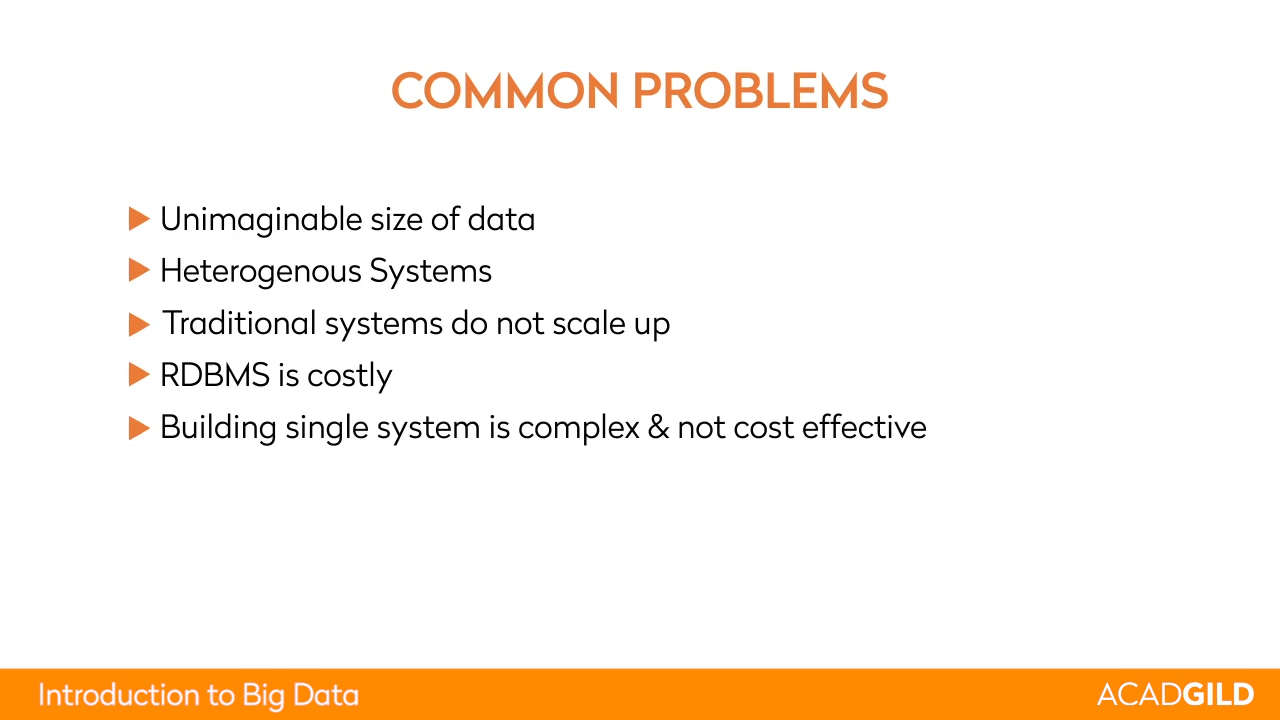 COMMON PROBLEMS
Unimaginable size of data
Heterogenous Systems
Traditional systems do not scale up
RDBMS is costly
Building single system is complex & not cost effective
Introduction to Big Data
ACADGILD